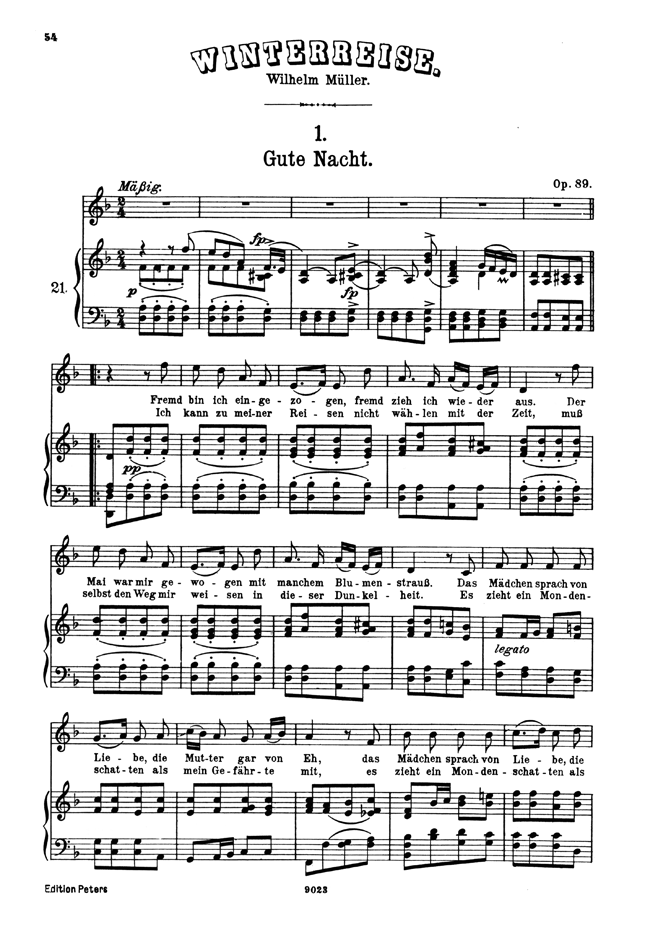 54
WINTERREISE.
Wilhelm Müller.
1.
Gute Nacht.
Op. 89.
Mäßig.
fp
21.
p
fp
Fremd bin ich ein-ge-zo-gen, fremd zieh ich wie-der aus. Der
Ich kann zu mei-ner Rei-sen nicht wäh-len mit der Zeit, muß
pp
Mai war mir ge-wo-gen mit manchem Blu-men-strauß. Das Mädchen sprach von
selbst den Weg mir wei-sen in die-ser Dun-kel-heit. Es zieht ein Mon-den-
legato
Lie-be, die Mut-ter gar von Eh, das Mädchen sprach von Lie-be, die
schat-ten als mein Ge-fähr-te mit, es zieht ein Mon-den-schat-ten als
Edition Peters
9023